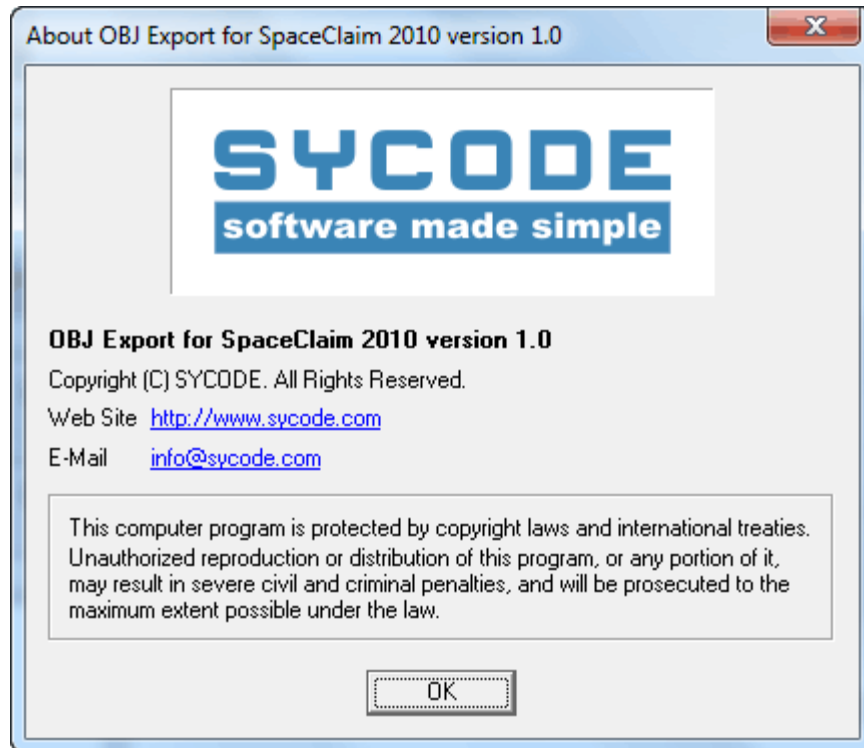 About OBJ Export for SpaceClaim 2010 version 1.0
SYCODE
software made simple
OBJ Export for SpaceClaim 2010 version 1.0
Copyright (C) SYCODE. All Rights Reserved.
Web Site http://www.sycode.com
E-Mail info@sycode.com
This computer program is protected by copyright laws and international treaties.
Unauthorized reproduction or distribution of this program, or any portion of it,
may result in severe civil and criminal penalties, and will be prosecuted to the
maximum extent possible under the law.
OK